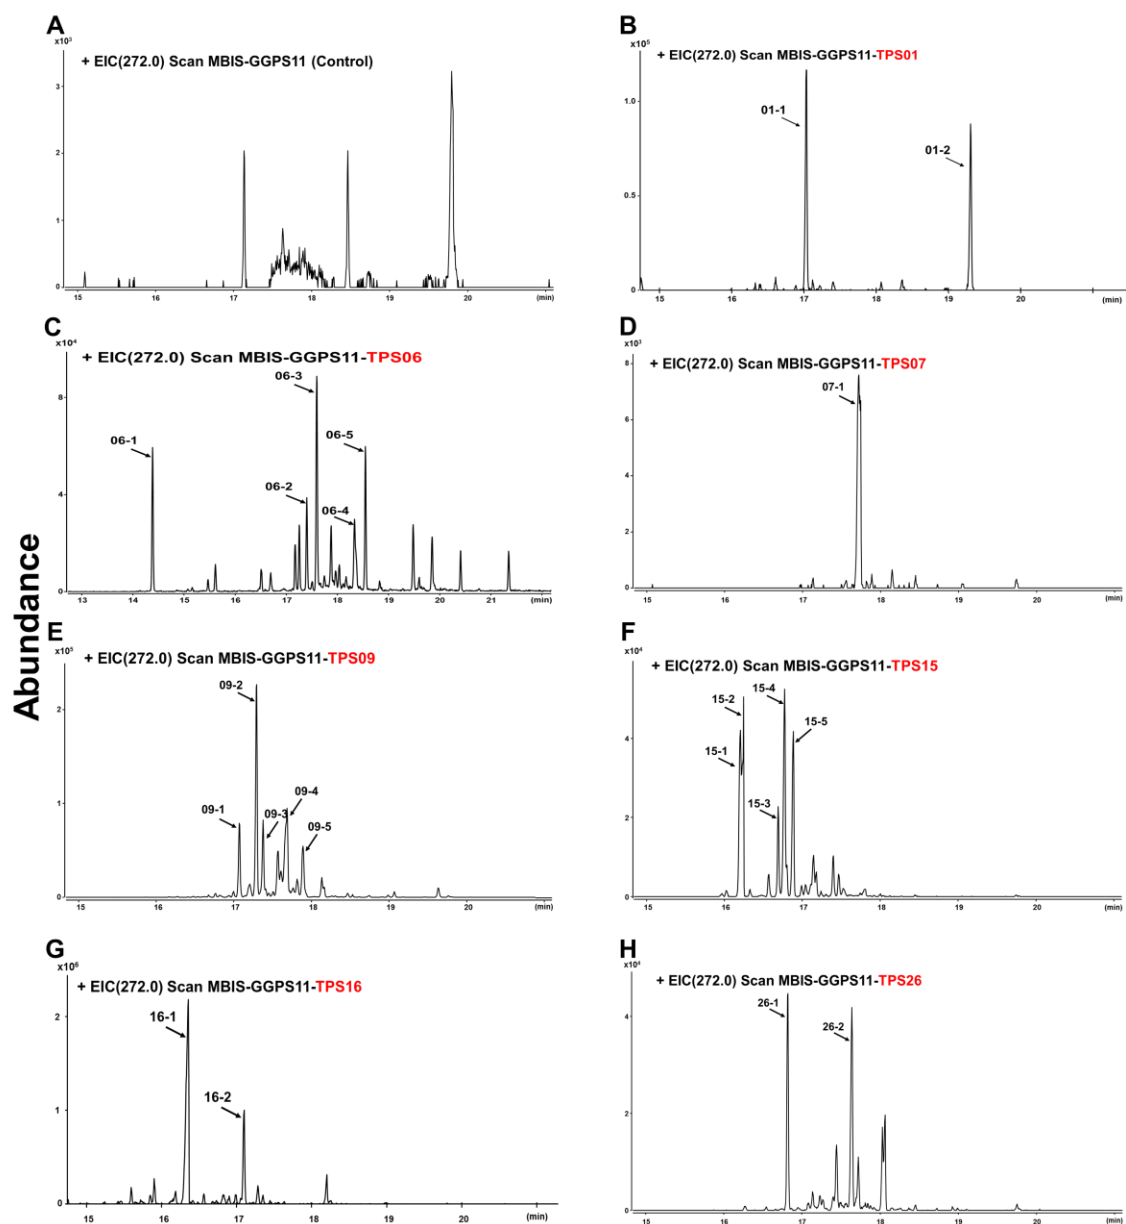 Abundance
A
x10³
+ EIC(272.0) Scan MBIS-GGPS11 (Control)
3
2
1
0
15 16 17 18 19 20 (min)
B
x10⁵
+ EIC(272.0) Scan MBIS-GGPS11-TPS01
1.0
01-1
01-2
0.5
0
15 16 17 18 19 20 (min)
C
x10⁴
+ EIC(272.0) Scan MBIS-GGPS11-TPS06
06-3
8
06-1
06-5
06-2
4
06-4
0
13 14 15 16 17 18 19 20 21 (min)
D
x10³
+ EIC(272.0) Scan MBIS-GGPS11-TPS07
8
07-1
6
4
2
0
15 16 17 18 19 20 (min)
E
x10⁵
+ EIC(272.0) Scan MBIS-GGPS11-TPS09
09-2
2
09-4
09-1
09-3
1
09-5
0
15 16 17 18 19 20 (min)
F
x10⁴
+ EIC(272.0) Scan MBIS-GGPS11-TPS15
15-4
15-2
15-5
4
15-1
15-3
2
0
15 16 17 18 19 20 (min)
G
x10⁶
+ EIC(272.0) Scan MBIS-GGPS11-TPS16
2
16-1
1
16-2
0
15 16 17 18 19 20 (min)
H
x10⁴
+ EIC(272.0) Scan MBIS-GGPS11-TPS26
4
26-1
26-2
2
0
15 16 17 18 19 20 (min)